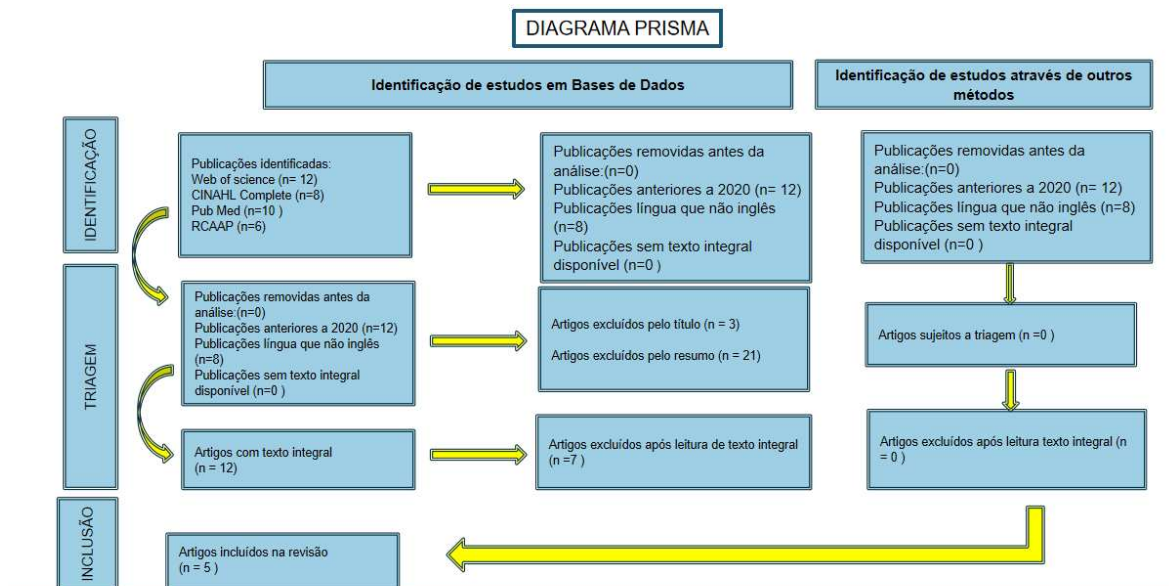 DIAGRAMA PRISMA
Identificação de estudos em Bases de Dados
Identificação de estudos através de outros
métodos
IDENTIFICAÇÃO
Publicações identificadas:
Web of science (n= 12)
CINAHL Complete (n=8)
Pub Med (n=10 )
RCAAP (n=6)
Publicações removidas antes da
análise:(n=0)
Publicações anteriores a 2020 (n= 12)
Publicações língua que não inglês
(n=8)
Publicações sem texto integral
disponível (n=0 )
Publicações removidas antes da
análise:(n=0)
Publicações anteriores a 2020 (n= 12)
Publicações língua que não inglês (n=8)
Publicações sem texto integral
disponível (n=0 )
TRIAGEM
Publicações removidas antes da
análise:(n=0)
Publicações anteriores a 2020 (n=12)
Publicações língua que não inglês
(n=8)
Publicações sem texto integral
disponível (n=0 )
Artigos excluídos pelo título (n = 3)
Artigos excluídos pelo resumo (n = 21)
Artigos sujeitos a triagem (n =0 )
Artigos com texto integral
(n = 12)
Artigos excluídos após leitura de texto integral
(n =7 )
Artigos excluídos após leitura texto integral (n
= 0 )
INCLUSÃO
Artigos incluídos na revisão
(n = 5 )